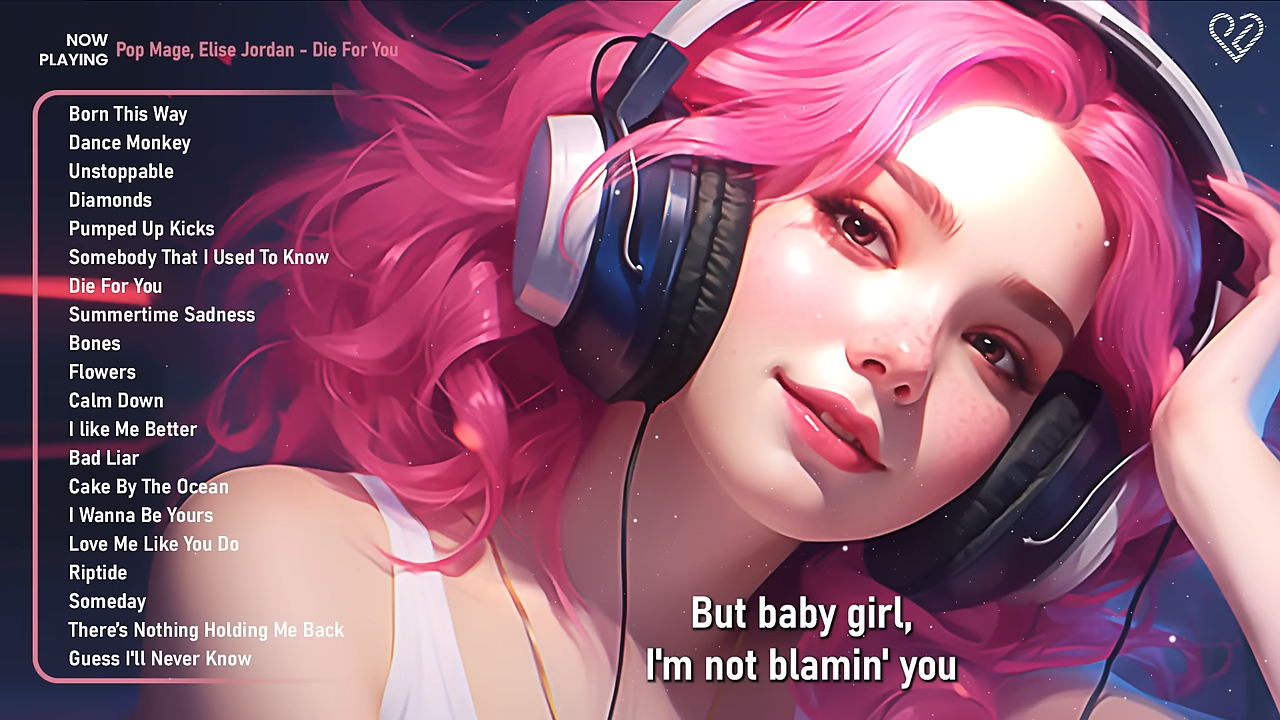 NOW
PLAYING
Pop Mage, Elise Jordan - Die For You
Born This Way
Dance Monkey
Unstoppable
Diamonds
Pumped Up Kicks
Somebody That I Used To Know
Die For You
Summertime Sadness
Bones
Flowers
Calm Down
I like Me Better
Bad Liar
Cake By The Ocean
I Wanna Be Yours
Love Me Like You Do
Riptide
Someday
There's Nothing Holding Me Back
Guess I'll Never Know
But baby girl,
I'm not blamin' you